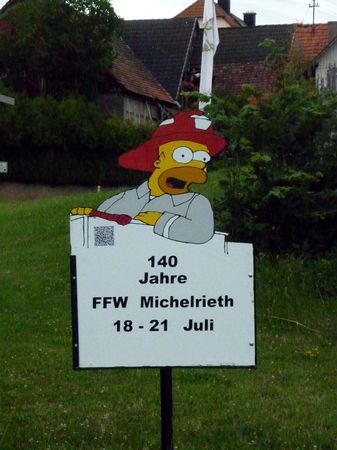 140
Jahre
FFW Michelrieth
18 - 21 Juli